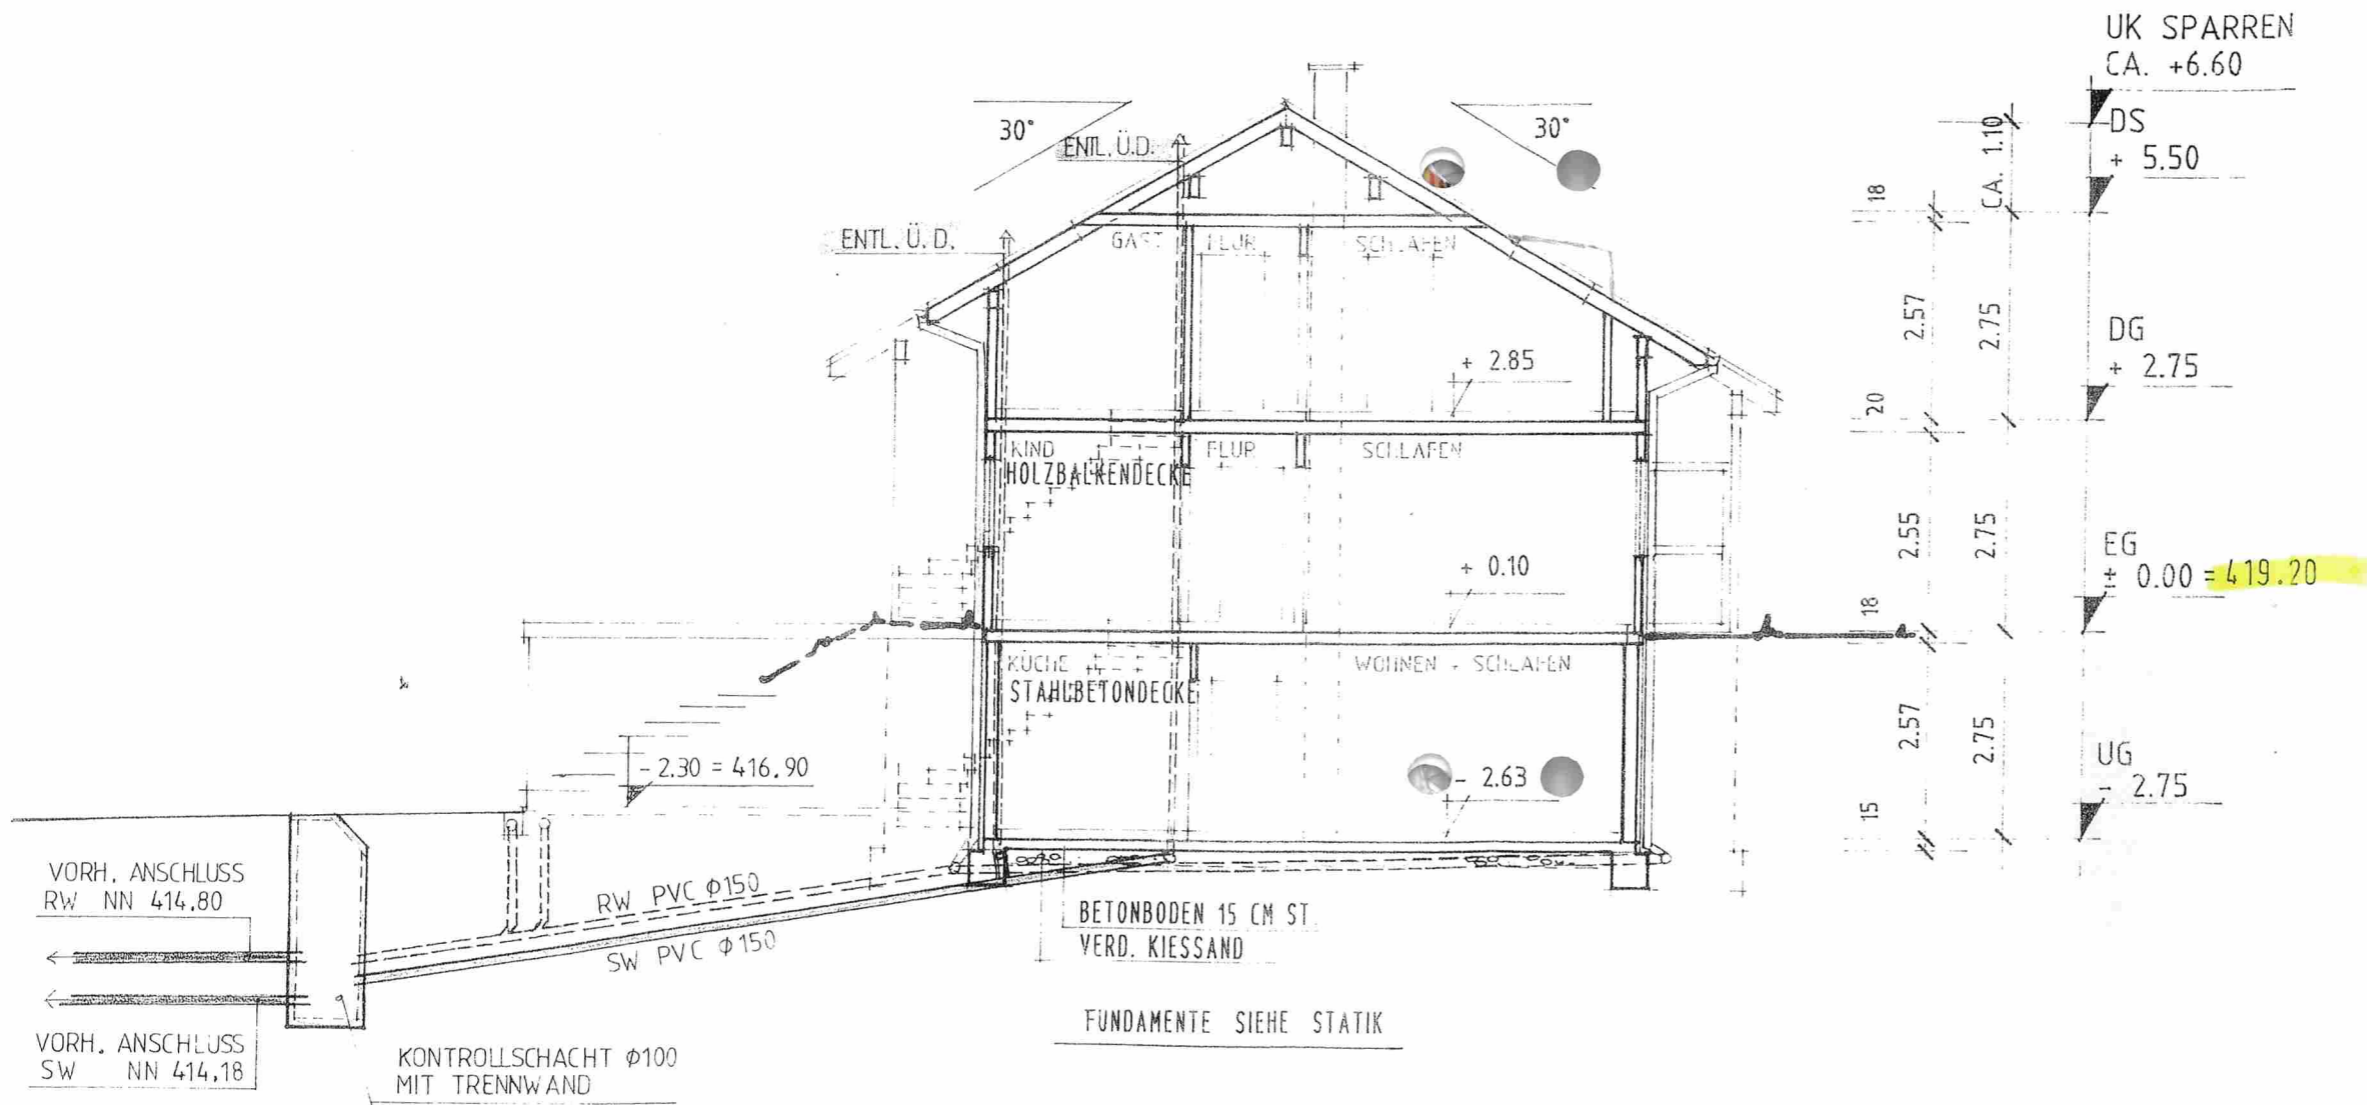 UK SPARREN
CA. +6.60
DS
+ 5.50
CA. 1.10
18
30°
30°
ENTL. Ü.D.
ENTL. Ü. D.
GAST
FLUR
SCHLAFEN
2.57
2.75
DG
+ 2.75
+ 2.85
20
KIND
FLUR
SCHLAFEN
HOLZBALKENDECKE
2.55
2.75
EG
± 0.00 = 419.20
+ 0.10
18
KÜCHE
WOHNEN - SCHLAFEN
STAHLBETONDECKE
2.57
2.75
UG
- 2.75
- 2.30 = 416.90
- 2.63
15
VORH. ANSCHLUSS
RW NN 414.80
RW PVC Φ150
SW PVC Φ150
BETONBODEN 15 CM ST.
VERD. KIESSAND
FUNDAMENTE SIEHE STATIK
VORH. ANSCHLUSS
SW NN 414,18
KONTROLLSCHACHT Φ100
MIT TRENNWAND